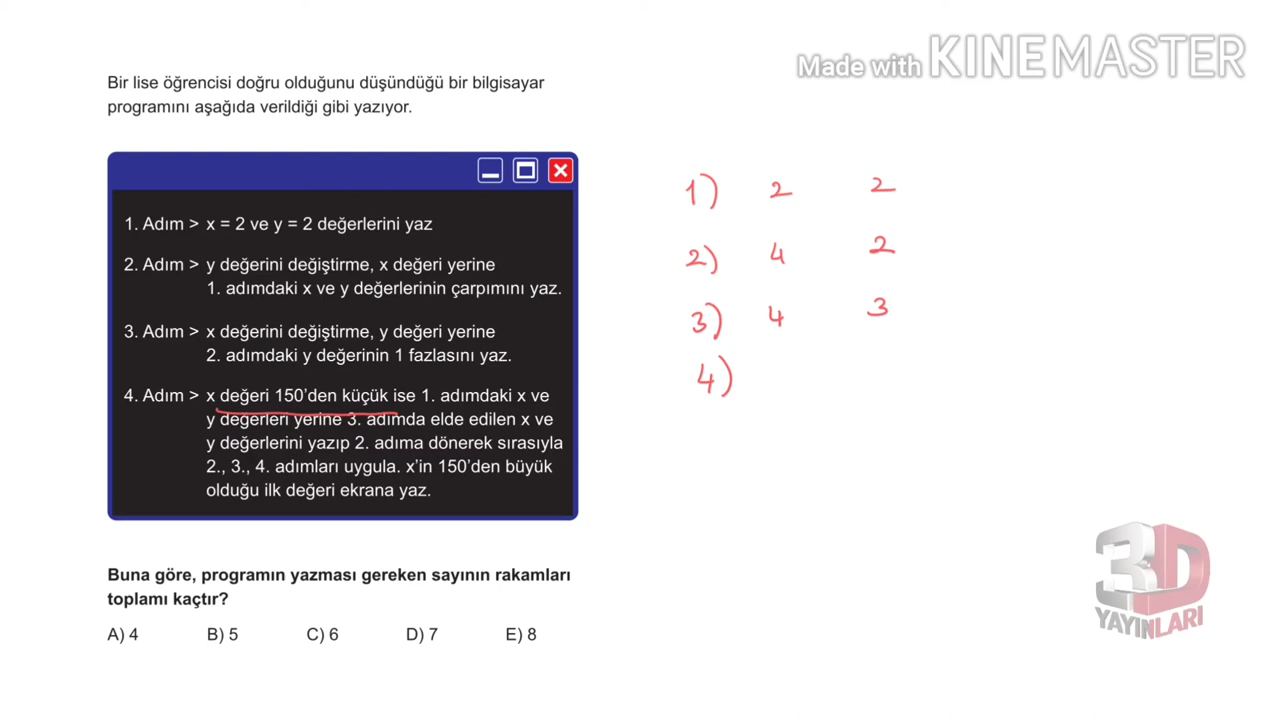 Made with KINEMASTER
Bir lise öğrencisi doğru olduğunu düşündüğü bir bilgisayar
programını aşağıda verildiği gibi yazıyor.
1. Adım > x = 2 ve y = 2 değerlerini yaz
2. Adım > y değerini değiştirme, x değeri yerine
1. adımdaki x ve y değerlerinin çarpımını yaz.
3. Adım > x değerini değiştirme, y değeri yerine
2. adımdaki y değerinin 1 fazlasını yaz.
4. Adım > x değeri 150'den küçük ise 1. adımdaki x ve
y değerleri yerine 3. adımda elde edilen x ve
y değerlerini yazıp 2. adıma dönerek sırasıyla
2., 3., 4. adımları uygula. x'in 150'den büyük
olduğu ilk değeri ekrana yaz.
Buna göre, programın yazması gereken sayının rakamları
toplamı kaçtır?
A) 4 B) 5 C) 6 D) 7 E) 8
1) 2 2
2) 4 2
3) 4 3
4)
3D
YAYINLARI